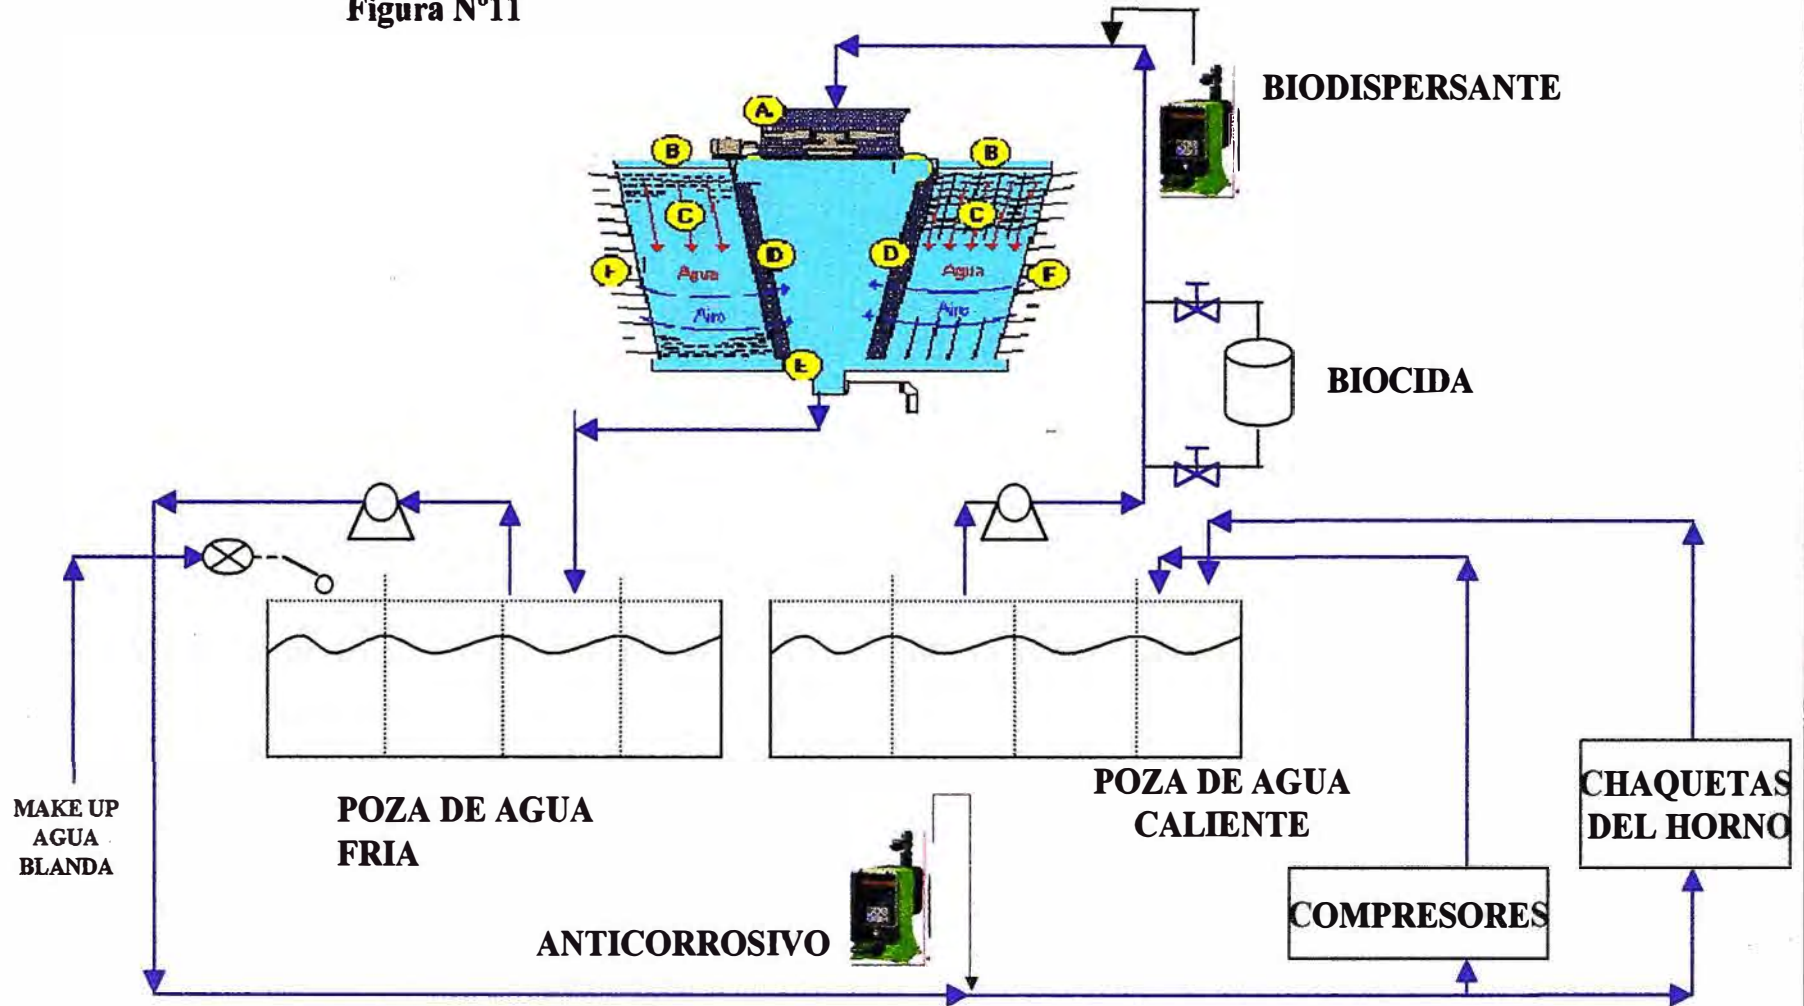 Figura Nº11
BIODISPERSANTE
A
B
B
C
C
D
D
F
F
Agua
Agua
Aire
Aire
E
BIOCIDA
MAKE UP
AGUA
BLANDA
POZA DE AGUA
FRIA
POZA DE AGUA
CALIENTE
CHAQUETAS
DEL HORNO
COMPRESORES
ANTICORROSIVO